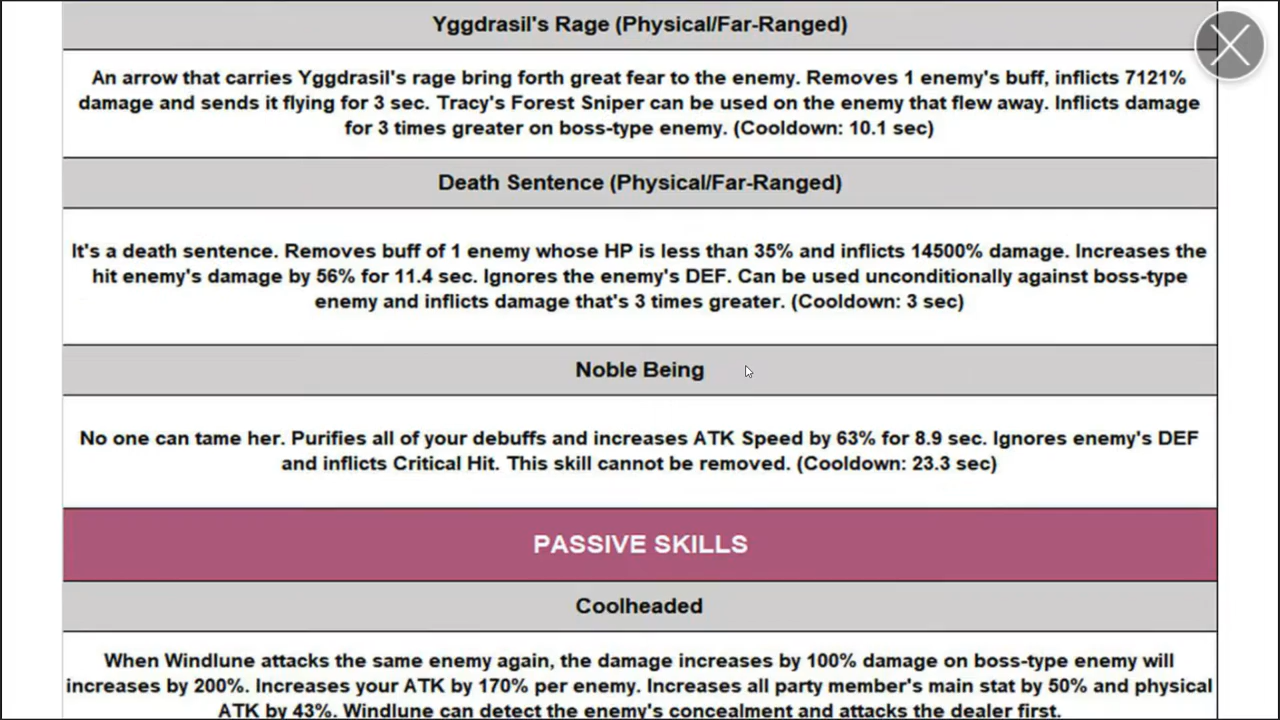 Yggdrasil's Rage (Physical/Far-Ranged)
An arrow that carries Yggdrasil's rage bring forth great fear to the enemy. Removes 1 enemy's buff, inflicts 7121%
damage and sends it flying for 3 sec. Tracy's Forest Sniper can be used on the enemy that flew away. Inflicts damage
for 3 times greater on boss-type enemy. (Cooldown: 10.1 sec)
Death Sentence (Physical/Far-Ranged)
It's a death sentence. Removes buff of 1 enemy whose HP is less than 35% and inflicts 14500% damage. Increases the
hit enemy's damage by 56% for 11.4 sec. Ignores the enemy's DEF. Can be used unconditionally against boss-type
enemy and inflicts damage that's 3 times greater. (Cooldown: 3 sec)
Noble Being
No one can tame her. Purifies all of your debuffs and increases ATK Speed by 63% for 8.9 sec. Ignores enemy's DEF
and inflicts Critical Hit. This skill cannot be removed. (Cooldown: 23.3 sec)
PASSIVE SKILLS
Coolheaded
When Windlune attacks the same enemy again, the damage increases by 100% damage on boss-type enemy will
increases by 200%. Increases your ATK by 170% per enemy. Increases all party member's main stat by 50% and physical
ATK by 43%. Windlune can detect the enemy's concealment and attacks the dealer first.